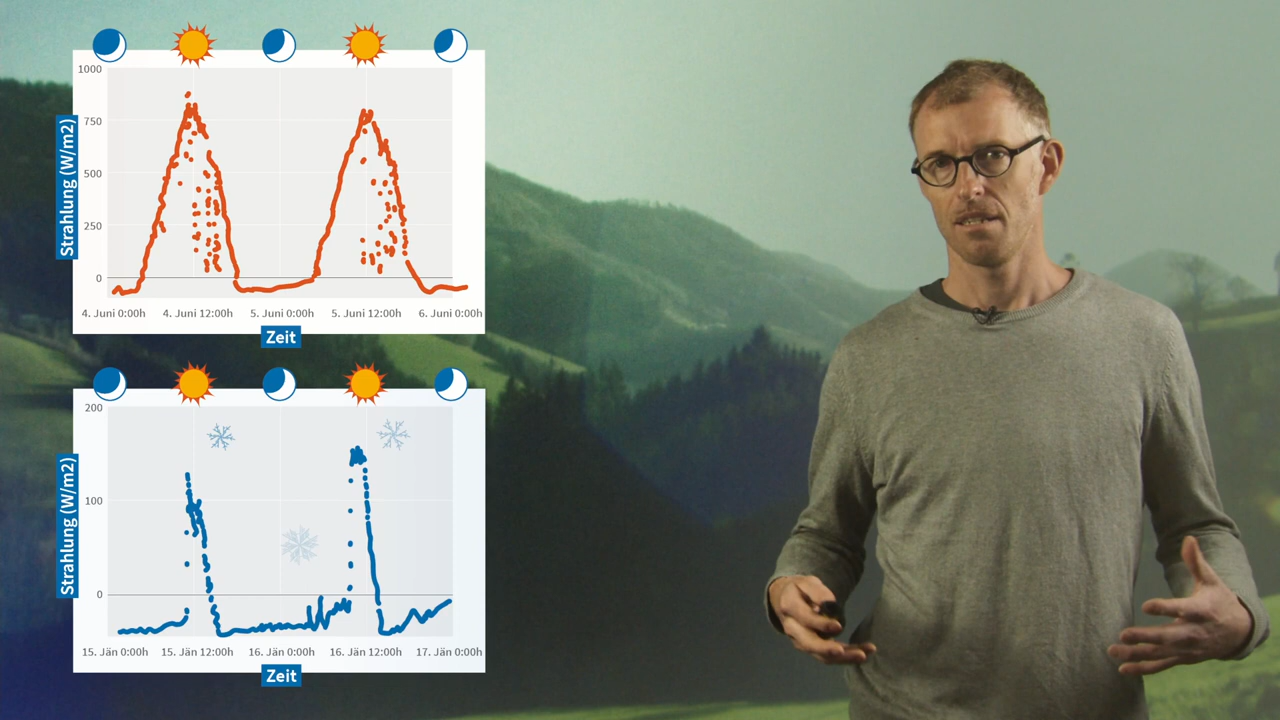 1000
750
500
250
0
Strahlung (W/m2)
4. Juni 0:00h 4. Juni 12:00h 5. Juni 0:00h 5. Juni 12:00h 6. Juni 0:00h
Zeit
200
100
0
Strahlung (W/m2)
15. Jän 0:00h 15. Jän 12:00h 16. Jän 0:00h 16. Jän 12:00h 17. Jän 0:00h
Zeit